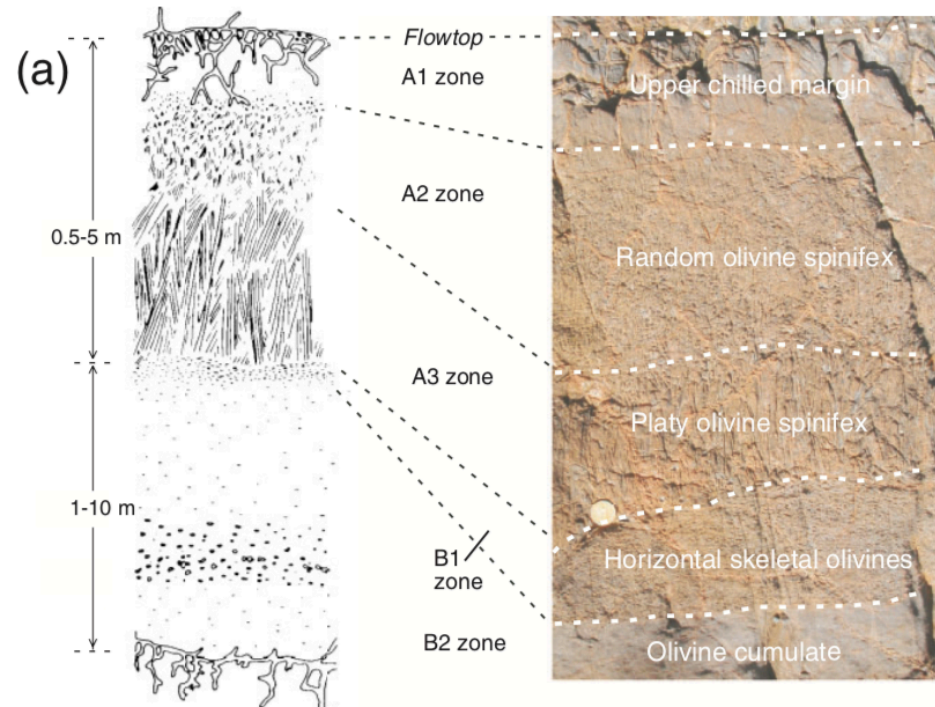 (a)
Flowtop
A1 zone
Upper chilled margin
A2 zone
0.5-5 m
Random olivine spinifex
A3 zone
Platy olivine spinifex
1-10 m
B1
zone
Horizontal skeletal olivines
B2 zone
Olivine cumulate